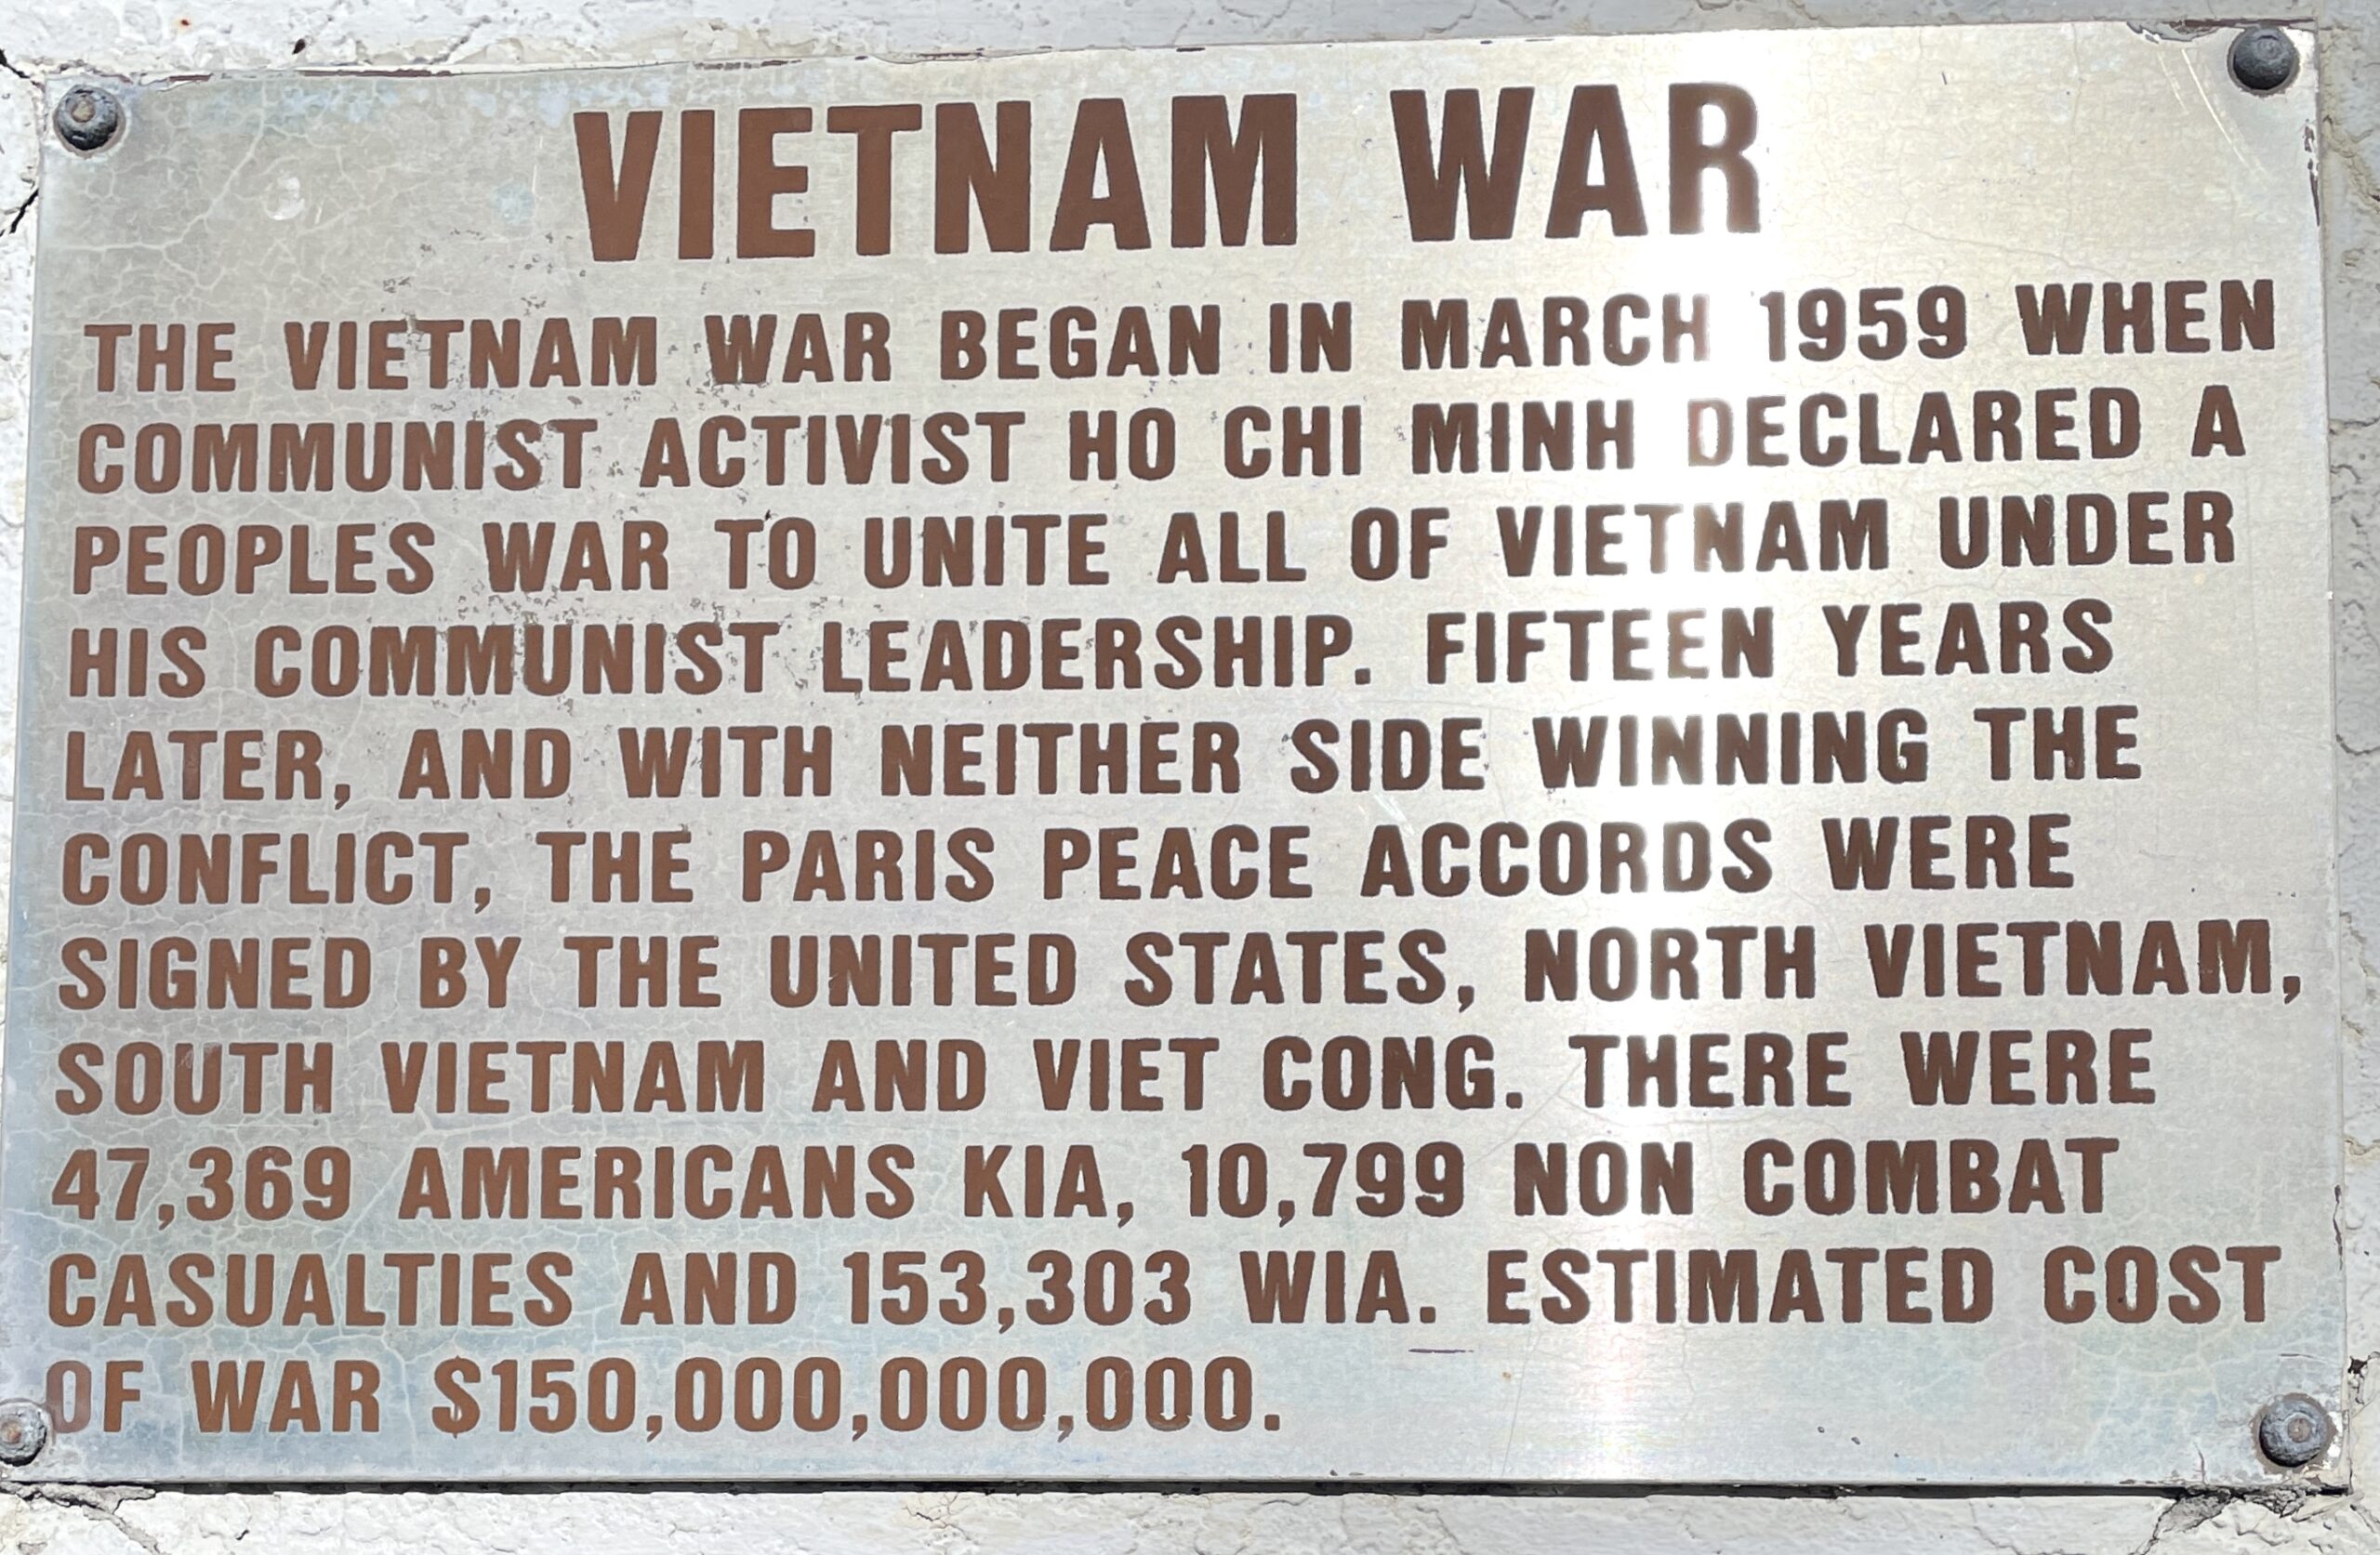 VIETNAM WAR
THE VIETNAM WAR BEGAN IN MARCH 1959 WHEN
COMMUNIST ACTIVIST HO CHI MINH DECLARED A
PEOPLES WAR TO UNITE ALL OF VIETNAM UNDER
HIS COMMUNIST LEADERSHIP. FIFTEEN YEARS
LATER, AND WITH NEITHER SIDE WINNING THE
CONFLICT, THE PARIS PEACE ACCORDS WERE
SIGNED BY THE UNITED STATES, NORTH VIETNAM,
SOUTH VIETNAM AND VIET CONG. THERE WERE
47,369 AMERICANS KIA, 10,799 NON COMBAT
CASUALTIES AND 153,303 WIA. ESTIMATED COST
OF WAR $150,000,000,000.